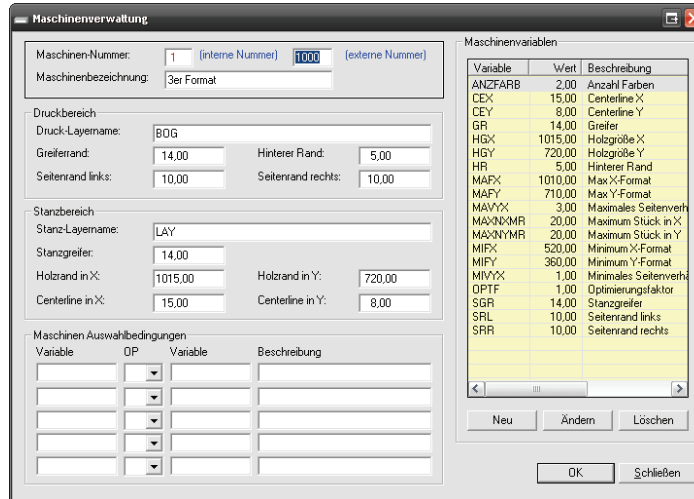 Maschinenverwaltung
Maschinen-Nummer: 1 (interne Nummer) 1000 (externe Nummer)
Maschinenbezeichnung: 3er Format
Druckbereich
Druck-Layername: BOG
Greiferrand: 14,00 Hinterer Rand: 5,00
Seitenrand links: 10,00 Seitenrand rechts: 10,00
Stanzbereich
Stanz-Layername: LAY
Stanzgreifer: 14,00
Holzrand in X: 1015,00 Holzrand in Y: 720,00
Centerline in X: 15,00 Centerline in Y: 8,00
Maschinen Auswahlbedingungen
Variable OP Variable Beschreibung
Maschinenvariablen
Variable Wert Beschreibung
ANZFARB 2,00 Anzahl Farben
CEX 15,00 Centerline X
CEY 8,00 Centerline Y
GR 14,00 Greifer
HGX 1015,00 Holzgröße X
HGY 720,00 Holzgröße Y
HR 5,00 Hinterer Rand
MAFX 1010,00 Max X-Format
MAFY 710,00 Max Y-Format
MAVYX 3,00 Maximales Seitenverh
MAXNXMR 20,00 Maximum Stück in X
MAXNYMR 20,00 Maximum Stück in Y
MIFX 520,00 Minimum X-Format
MIFY 360,00 Minimum Y-Format
MIVYX 1,00 Minimales Seitenverhä
OPTF 1,00 Optimierungsfaktor
SGR 14,00 Stanzgreifer
SRL 10,00 Seitenrand links
SRR 10,00 Seitenrand rechts
Neu Ändern Löschen
OK Schließen